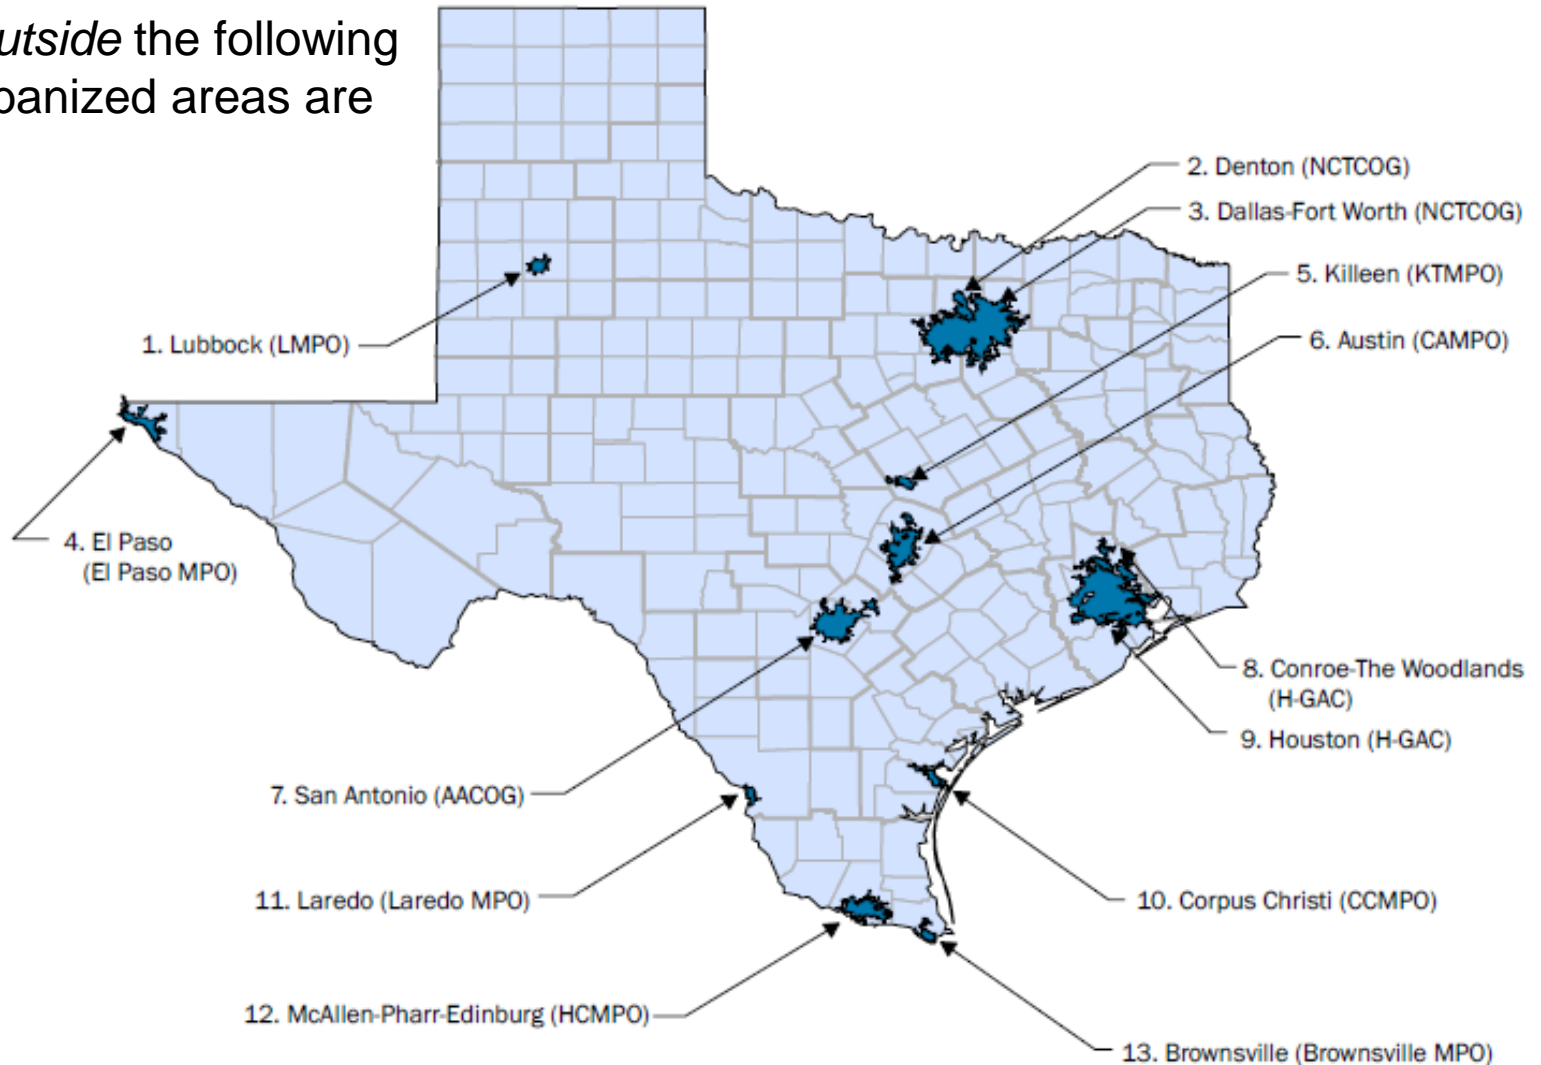 utside the following
banized areas are
2. Denton (NCTCOG)
3. Dallas-Fort Worth (NCTCOG)
5. Killeen (KTMPO)
1. Lubbock (LMPO)
6. Austin (CAMPO)
4. El Paso
(El Paso MPO)
8. Conroe-The Woodlands
(H-GAC)
9. Houston (H-GAC)
7. San Antonio (AACOG)
11. Laredo (Laredo MPO)
10. Corpus Christi (CCMPO)
12. McAllen-Pharr-Edinburg (HCMPO)
13. Brownsville (Brownsville MPO)